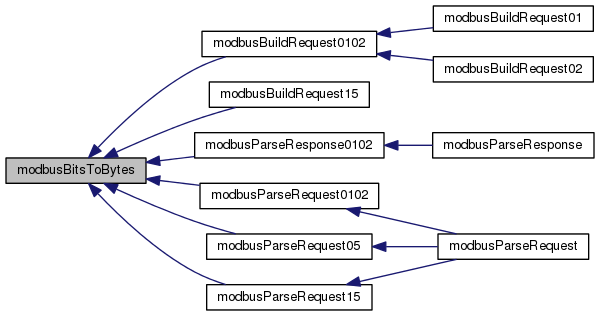 modbusBitsToBytes
modbusBuildRequest0102
modbusBuildRequest01
modbusBuildRequest02
modbusBuildRequest15
modbusParseResponse0102
modbusParseResponse
modbusParseRequest0102
modbusParseRequest05
modbusParseRequest
modbusParseRequest15